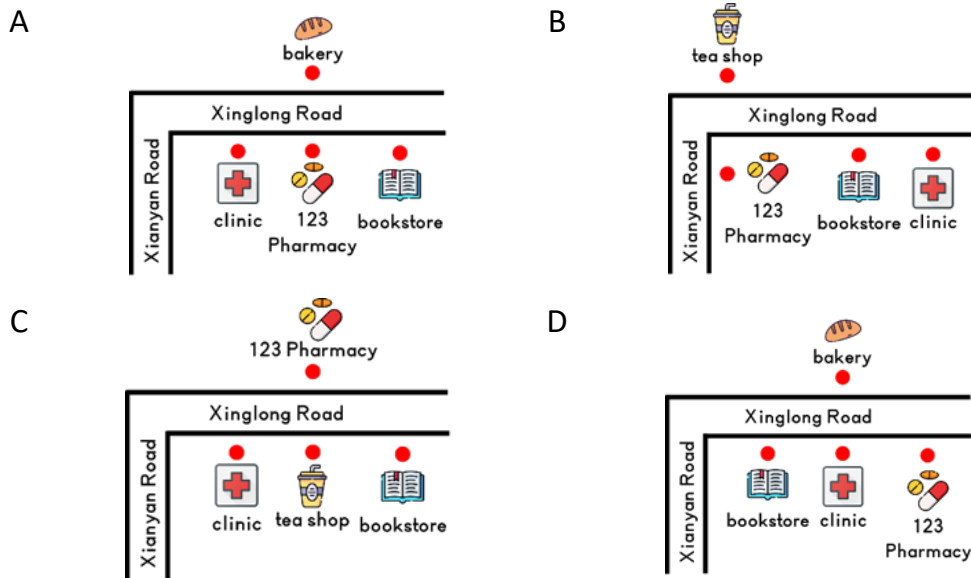 A
bakery
Xinglong Road
Xianyan Road
clinic
123
Pharmacy
bookstore
B
tea shop
Xinglong Road
Xianyan Road
123
Pharmacy
bookstore
clinic
C
123 Pharmacy
Xinglong Road
Xianyan Road
clinic
tea shop
bookstore
D
bakery
Xinglong Road
Xianyan Road
bookstore
clinic
123
Pharmacy